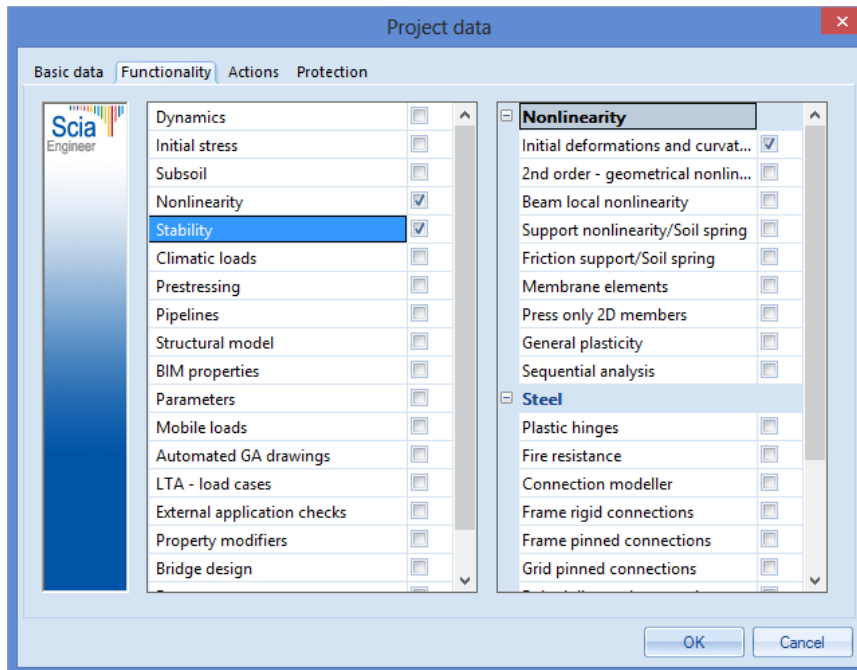 Project data
Basic data Functionality Actions Protection
Scia
Engineer
Dynamics
Initial stress
Subsoil
Nonlinearity
Stability
Climatic loads
Prestressing
Pipelines
Structural model
BIM properties
Parameters
Mobile loads
Automated GA drawings
LTA - load cases
External application checks
Property modifiers
Bridge design
Nonlinearity
Initial deformations and curvat...
2nd order - geometrical nonlin...
Beam local nonlinearity
Support nonlinearity/Soil spring
Friction support/Soil spring
Membrane elements
Press only 2D members
General plasticity
Sequential analysis
Steel
Plastic hinges
Fire resistance
Connection modeller
Frame rigid connections
Frame pinned connections
Grid pinned connections
OK Cancel